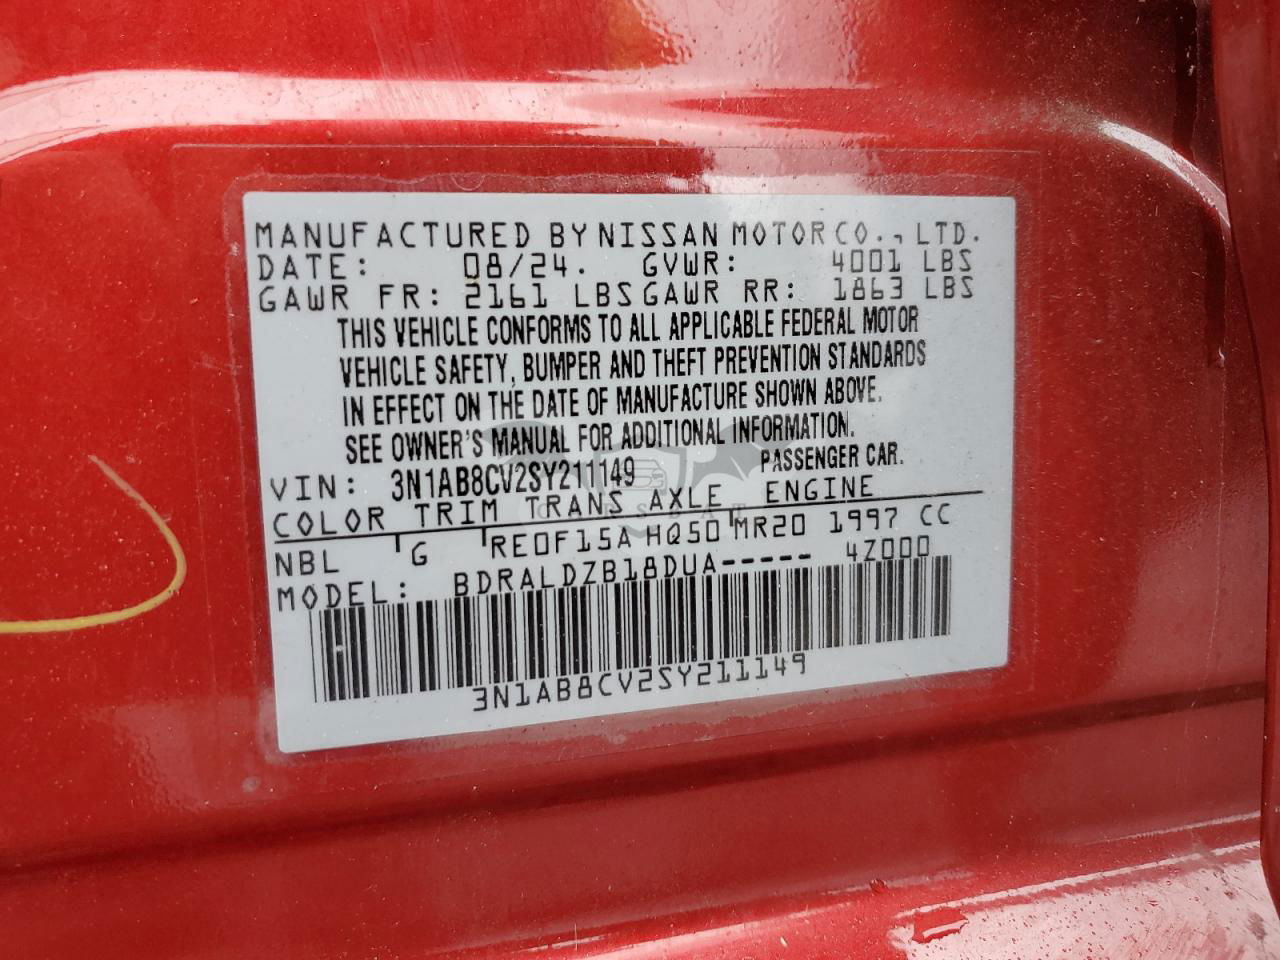 MANUFACTURED BY NISSAN MOTOR CO., LTD.
DATE: 08/24. GVWR: 4001 LBS
GAWR FR: 2161 LBS GAWR RR: 1863 LBS
THIS VEHICLE CONFORMS TO ALL APPLICABLE FEDERAL MOTOR
VEHICLE SAFETY, BUMPER AND THEFT PREVENTION STANDARDS
IN EFFECT ON THE DATE OF MANUFACTURE SHOWN ABOVE.
SEE OWNER'S MANUAL FOR ADDITIONAL INFORMATION.
VIN: 3N1AB8CV2SY211149 PASSENGER CAR.
COLOR TRIM TRANS AXLE ENGINE
NBL G RE0F15A HQ50 MR20 1997 CC
MODEL: BDRALDZB18DUA----- 4Z000
3N1AB8CV2SY211149